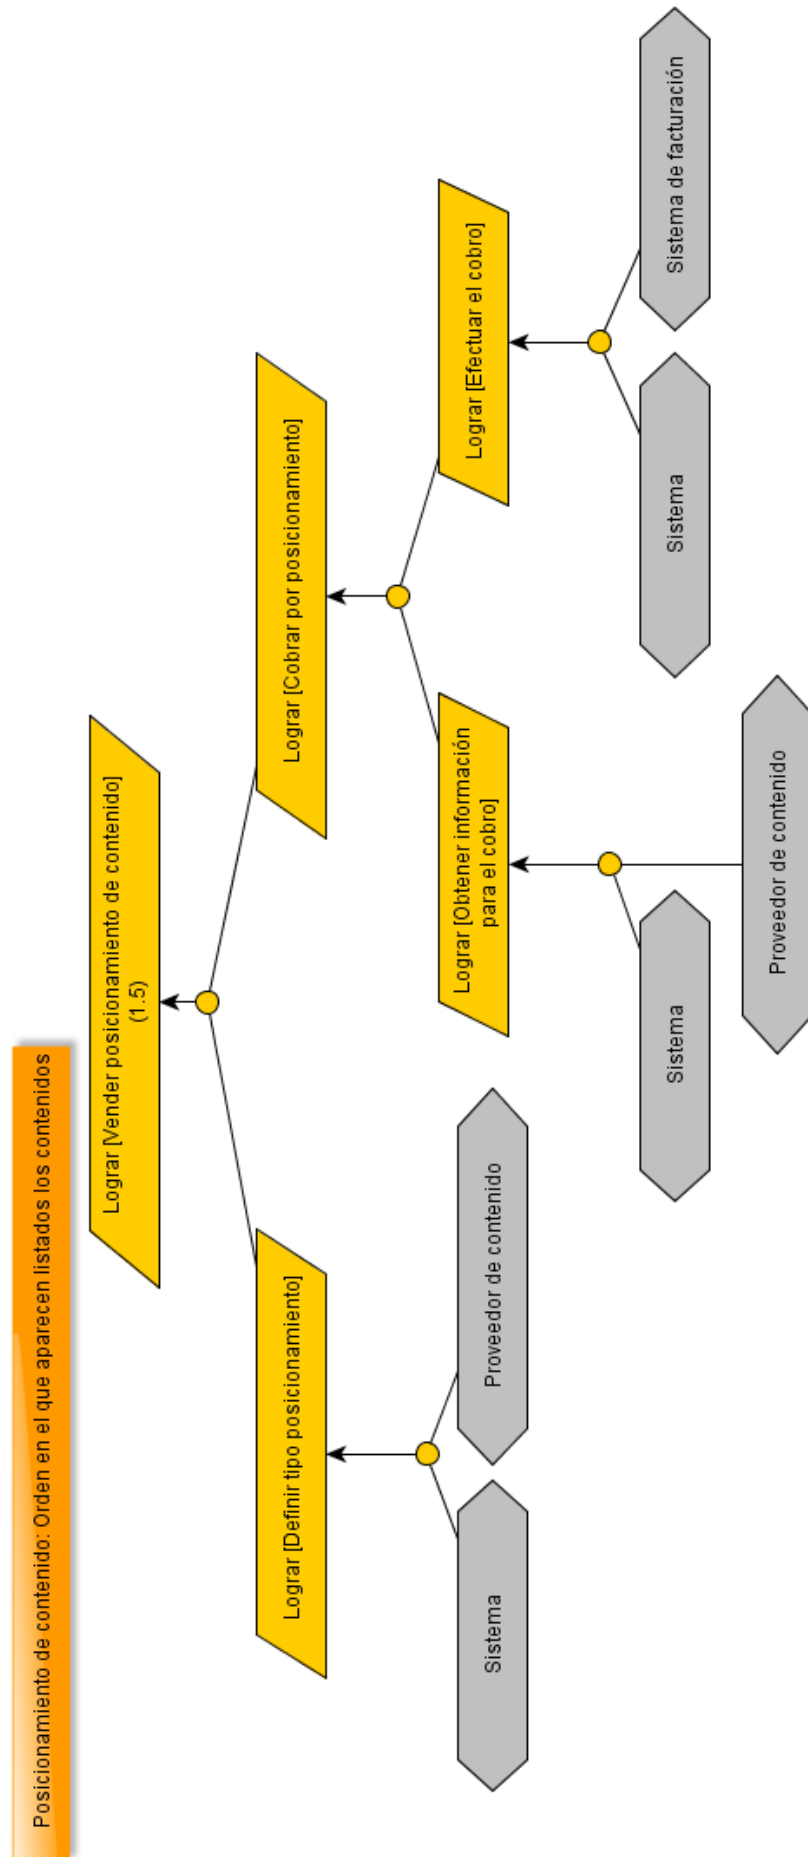 Posicionamiento de contenido: Orden en el que aparecen listados los contenidos
Lograr [Vender posicionamiento de contenido]
(1.5)
Lograr [Definir tipo posicionamiento]
Lograr [Cobrar por posicionamiento]
Sistema
Proveedor de contenido
Lograr [Obtener información
para el cobro]
Lograr [Efectuar el cobro]
Sistema
Proveedor de contenido
Sistema
Sistema de facturación